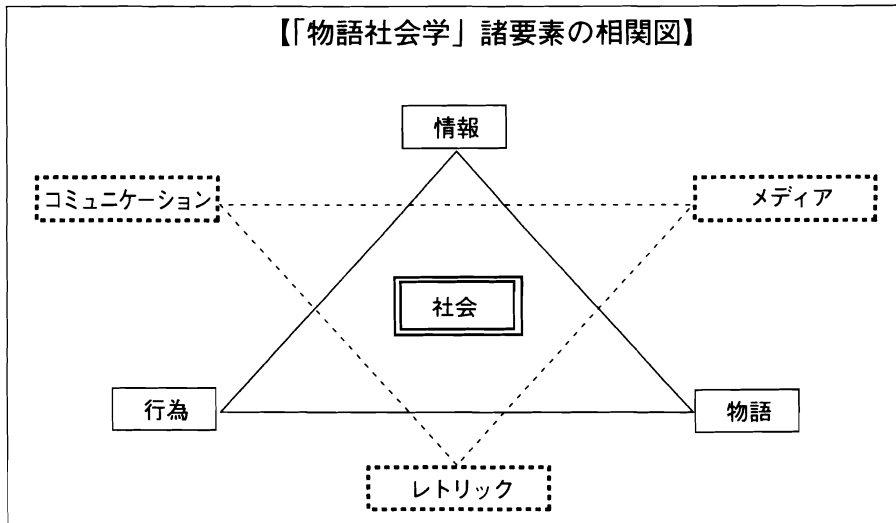 【「物語社会学」諸要素の相関図】
情報
コミュニケーション
メディア
社会
行為
物語
レトリック